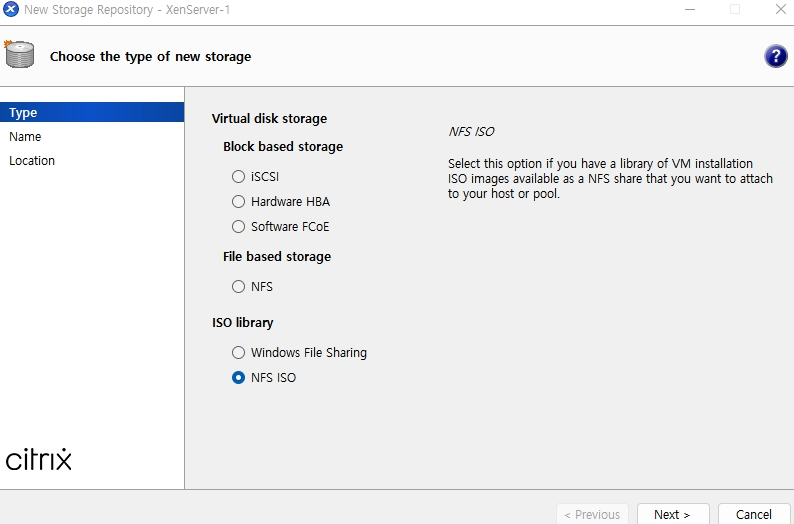 New Storage Repository - XenServer-1
Choose the type of new storage
?
Type
Name
Location
citrix
Virtual disk storage
Block based storage
iSCSI
Hardware HBA
Software FCoE
File based storage
NFS
ISO library
Windows File Sharing
NFS ISO
NFS ISO
Select this option if you have a library of VM installation
ISO images available as a NFS share that you want to attach
to your host or pool.
< Previous
Next >
Cancel